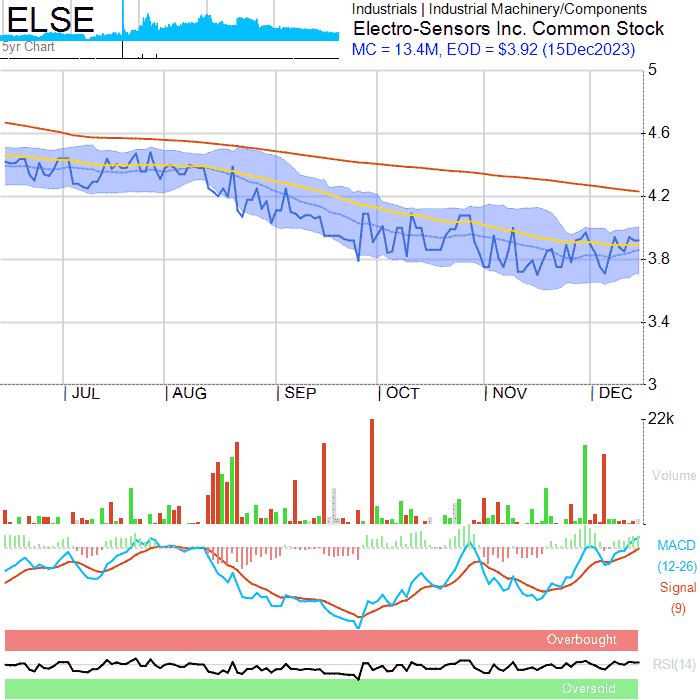 ELSE
5yr Chart
Industrials | Industrial Machinery/Components
Electro-Sensors Inc. Common Stock
MC = 13.4M, EOD = $3.92 (15Dec2023)
5
4.6
4.2
3.8
3.4
3
JUL AUG SEP OCT NOV DEC
22k
Volume
MACD
(12-26)
Signal
(9)
Overbought
RSI(14)
Oversold